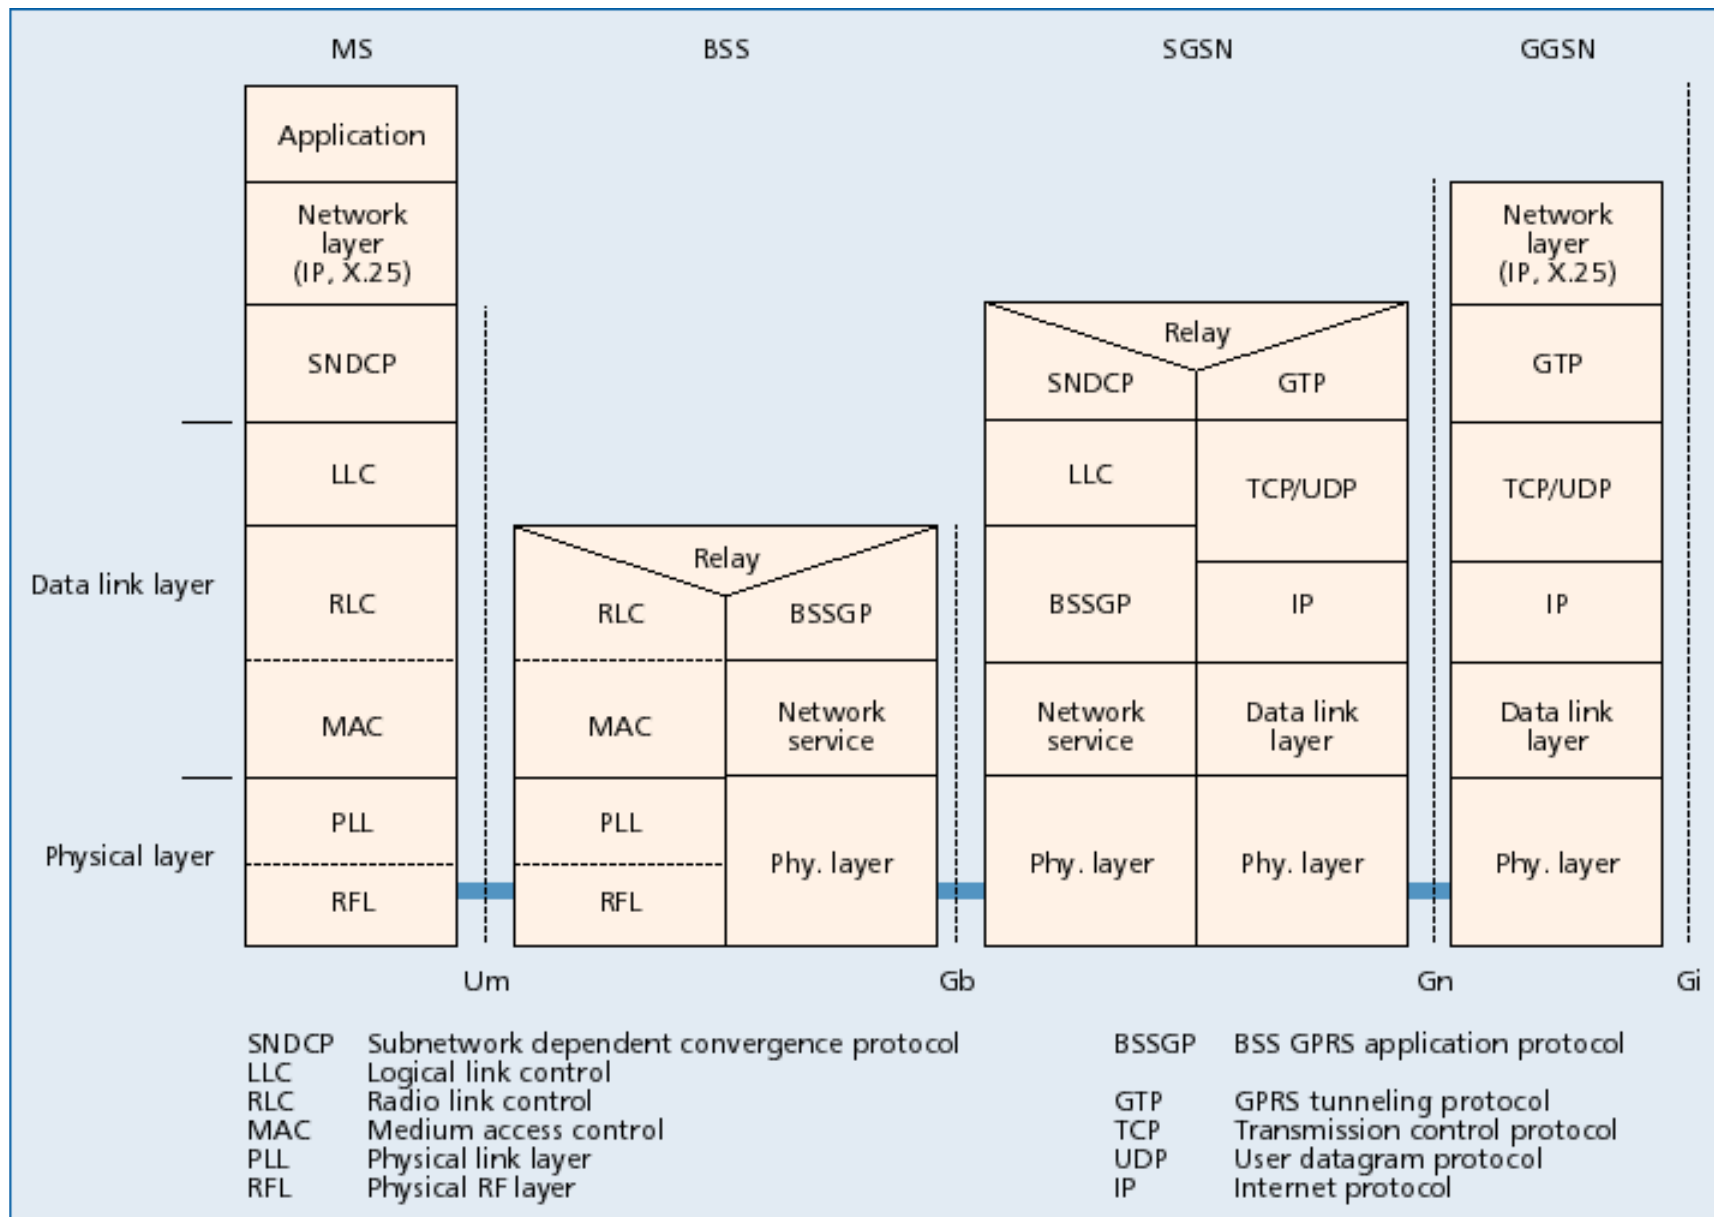 MS BSS SGSN GGSN
Application
Network
layer
(IP, X.25)
Network
layer
(IP, X.25)
Relay
SNDCP
SNDCP
GTP
GTP
LLC
LLC
TCP/UDP
TCP/UDP
Relay
Data link layer
RLC
RLC
BSSGP
BSSGP
IP
IP
MAC
MAC
Network
service
Network
service
Data link
layer
Data link
layer
PLL
PLL
Physical layer
Phy. layer
Phy. layer
Phy. layer
Phy. layer
RFL
RFL
Um Gb Gn Gi
SNDCP Subnetwork dependent convergence protocol
LLC Logical link control
RLC Radio link control
MAC Medium access control
PLL Physical link layer
RFL Physical RF layer
BSSGP BSS GPRS application protocol
GTP GPRS tunneling protocol
TCP Transmission control protocol
UDP User datagram protocol
IP Internet protocol